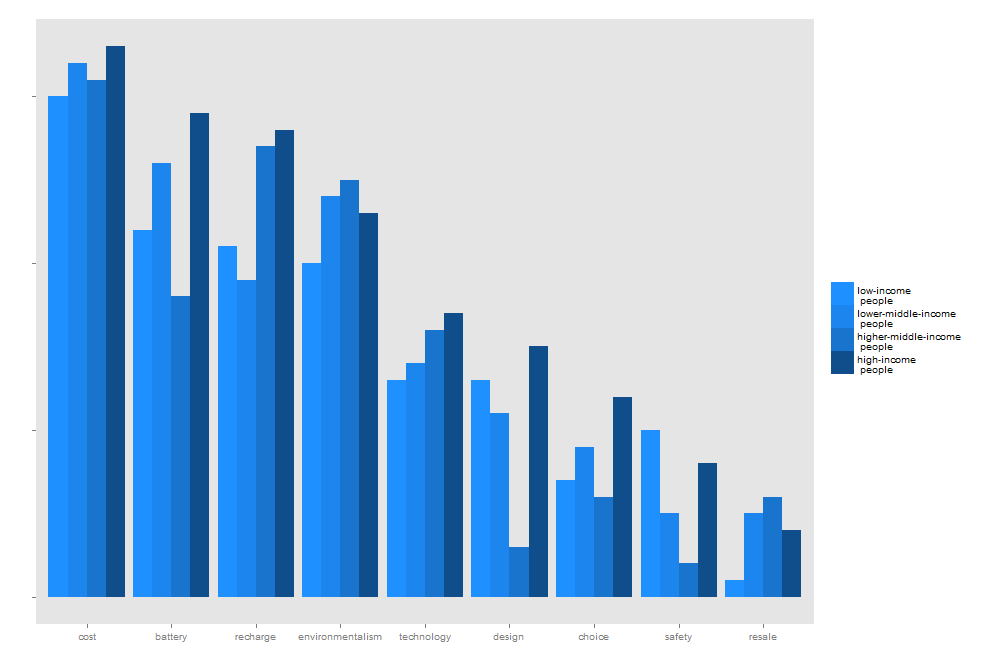 low-income
people
lower-middle-income
people
higher-middle-income
people
high-income
people
cost battery recharge environmentalism technology design choice safety resale